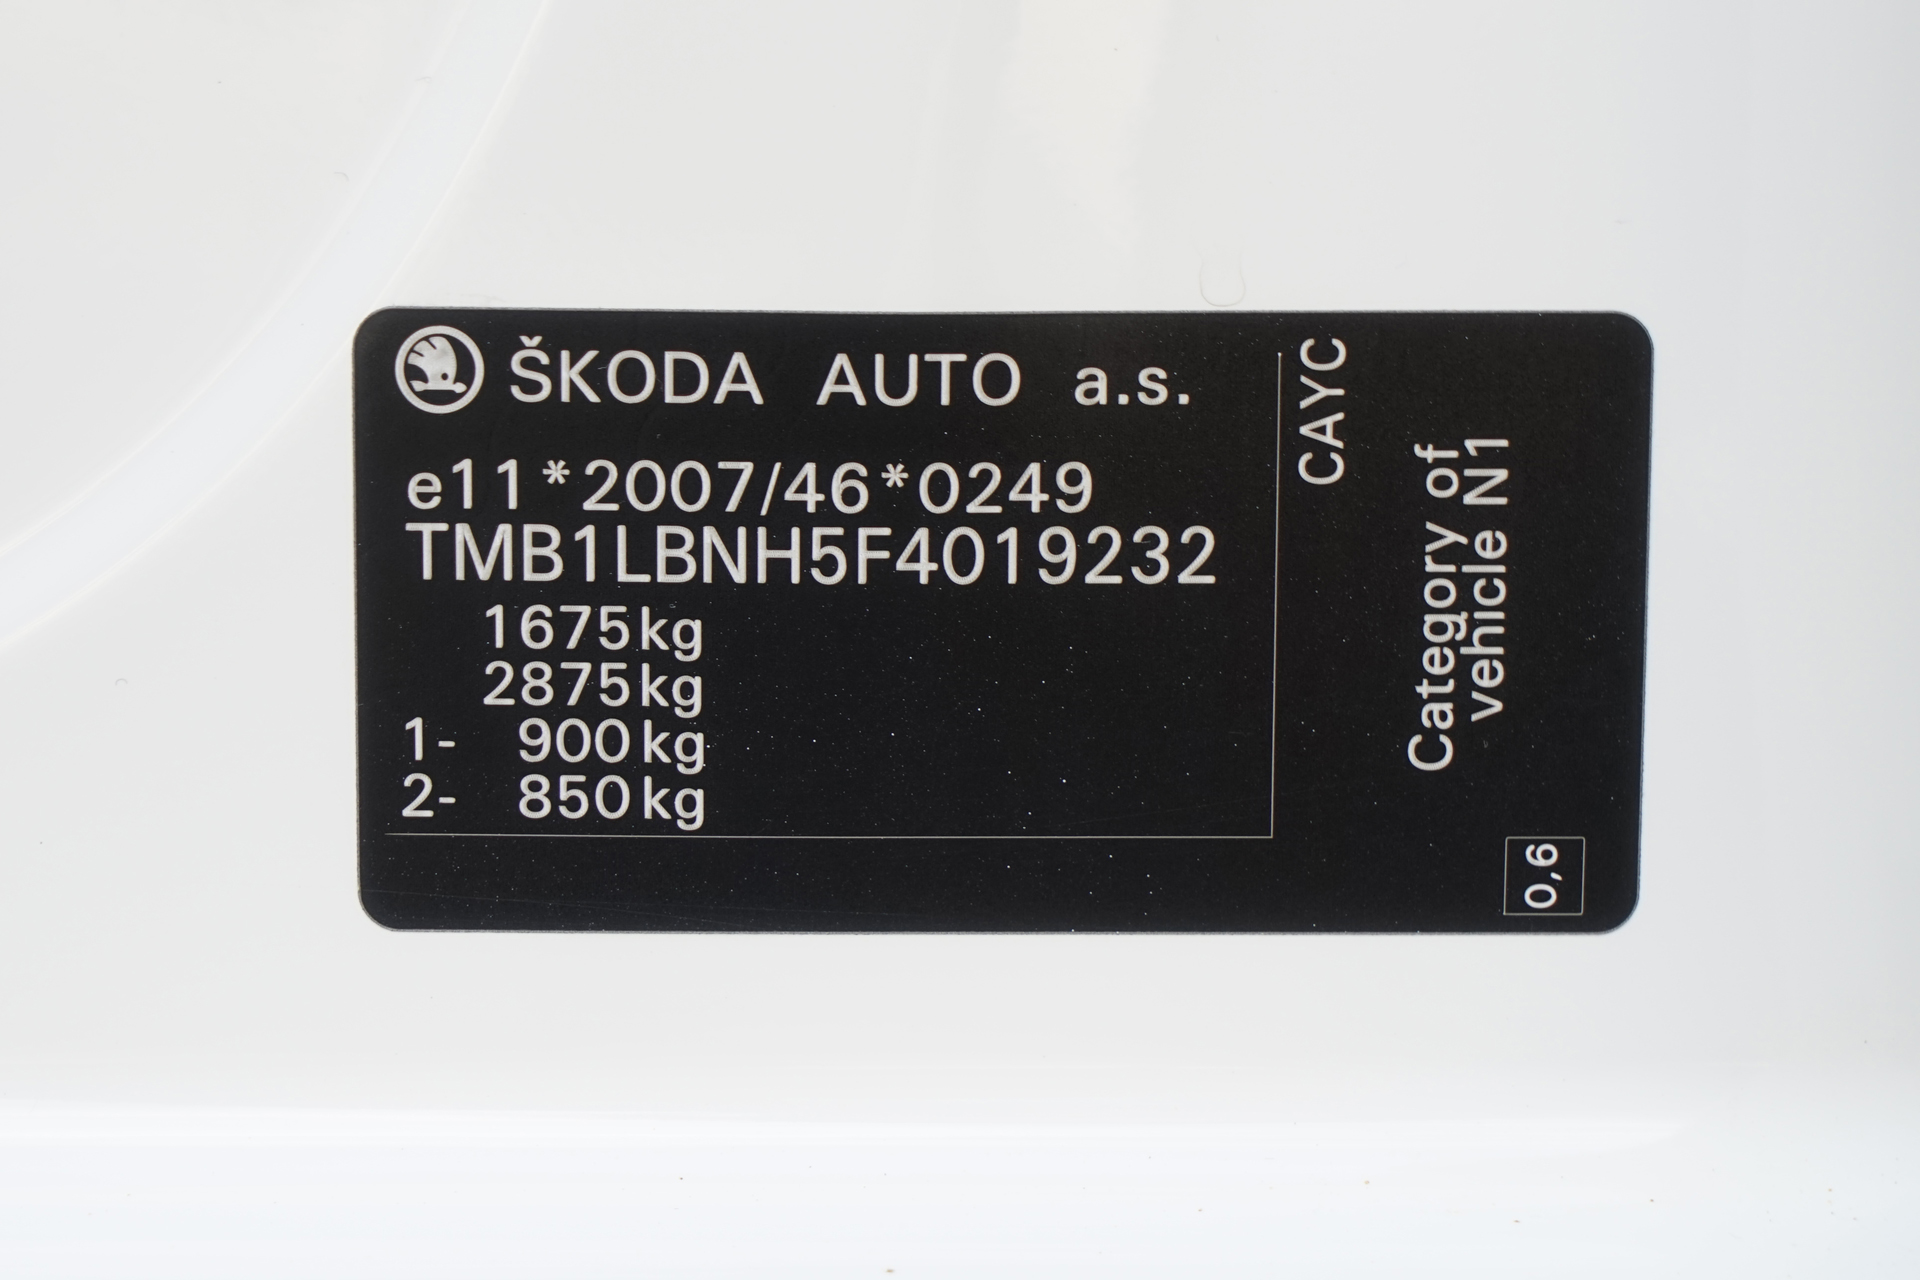 ŠKODA AUTO a.s.
e11*2007/46*0249
TMB1LBNH5F4019232
1675kg
2875kg
1- 900kg
2- 850kg
CAYC
Category of
vehicle N1
0,6